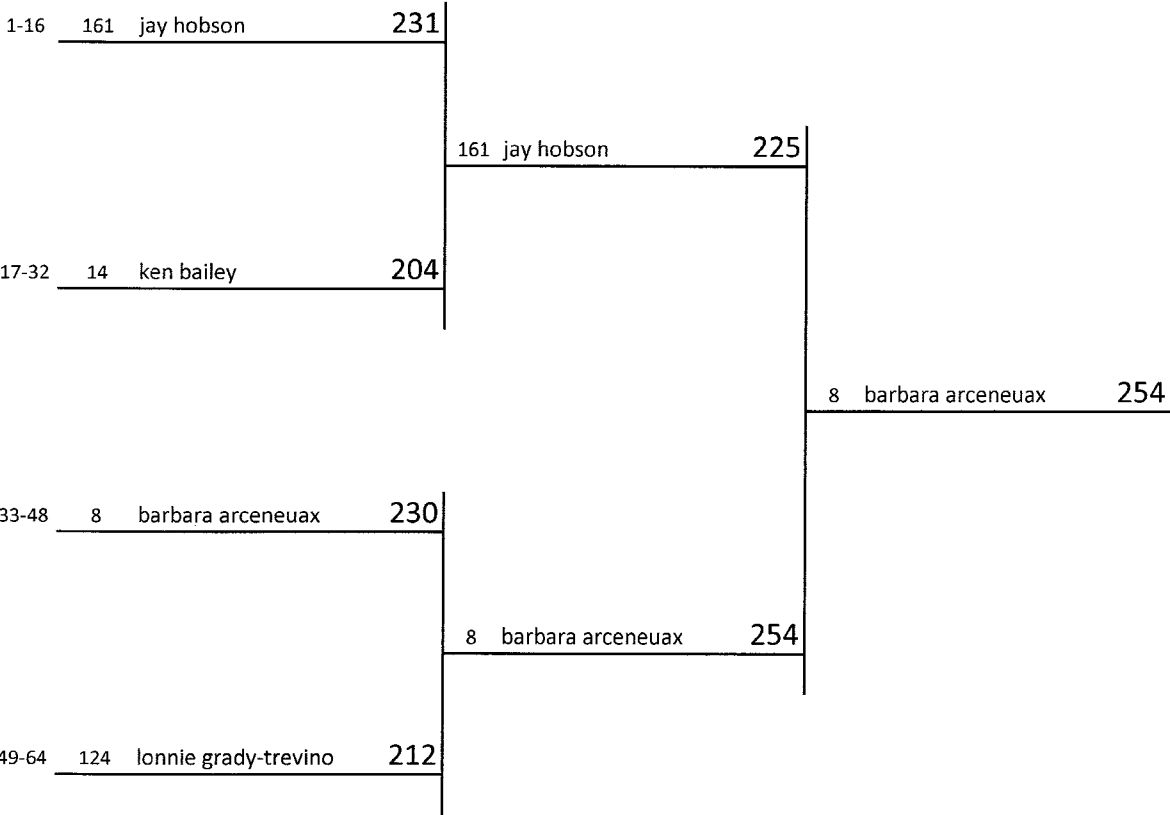 1-16 161 jay hobson 231
161 jay hobson 225
17-32 14 ken bailey 204
8 barbara arceneuax 254
33-48 8 barbara arceneuax 230
8 barbara arceneuax 254
49-64 124 lonnie grady-trevino 212